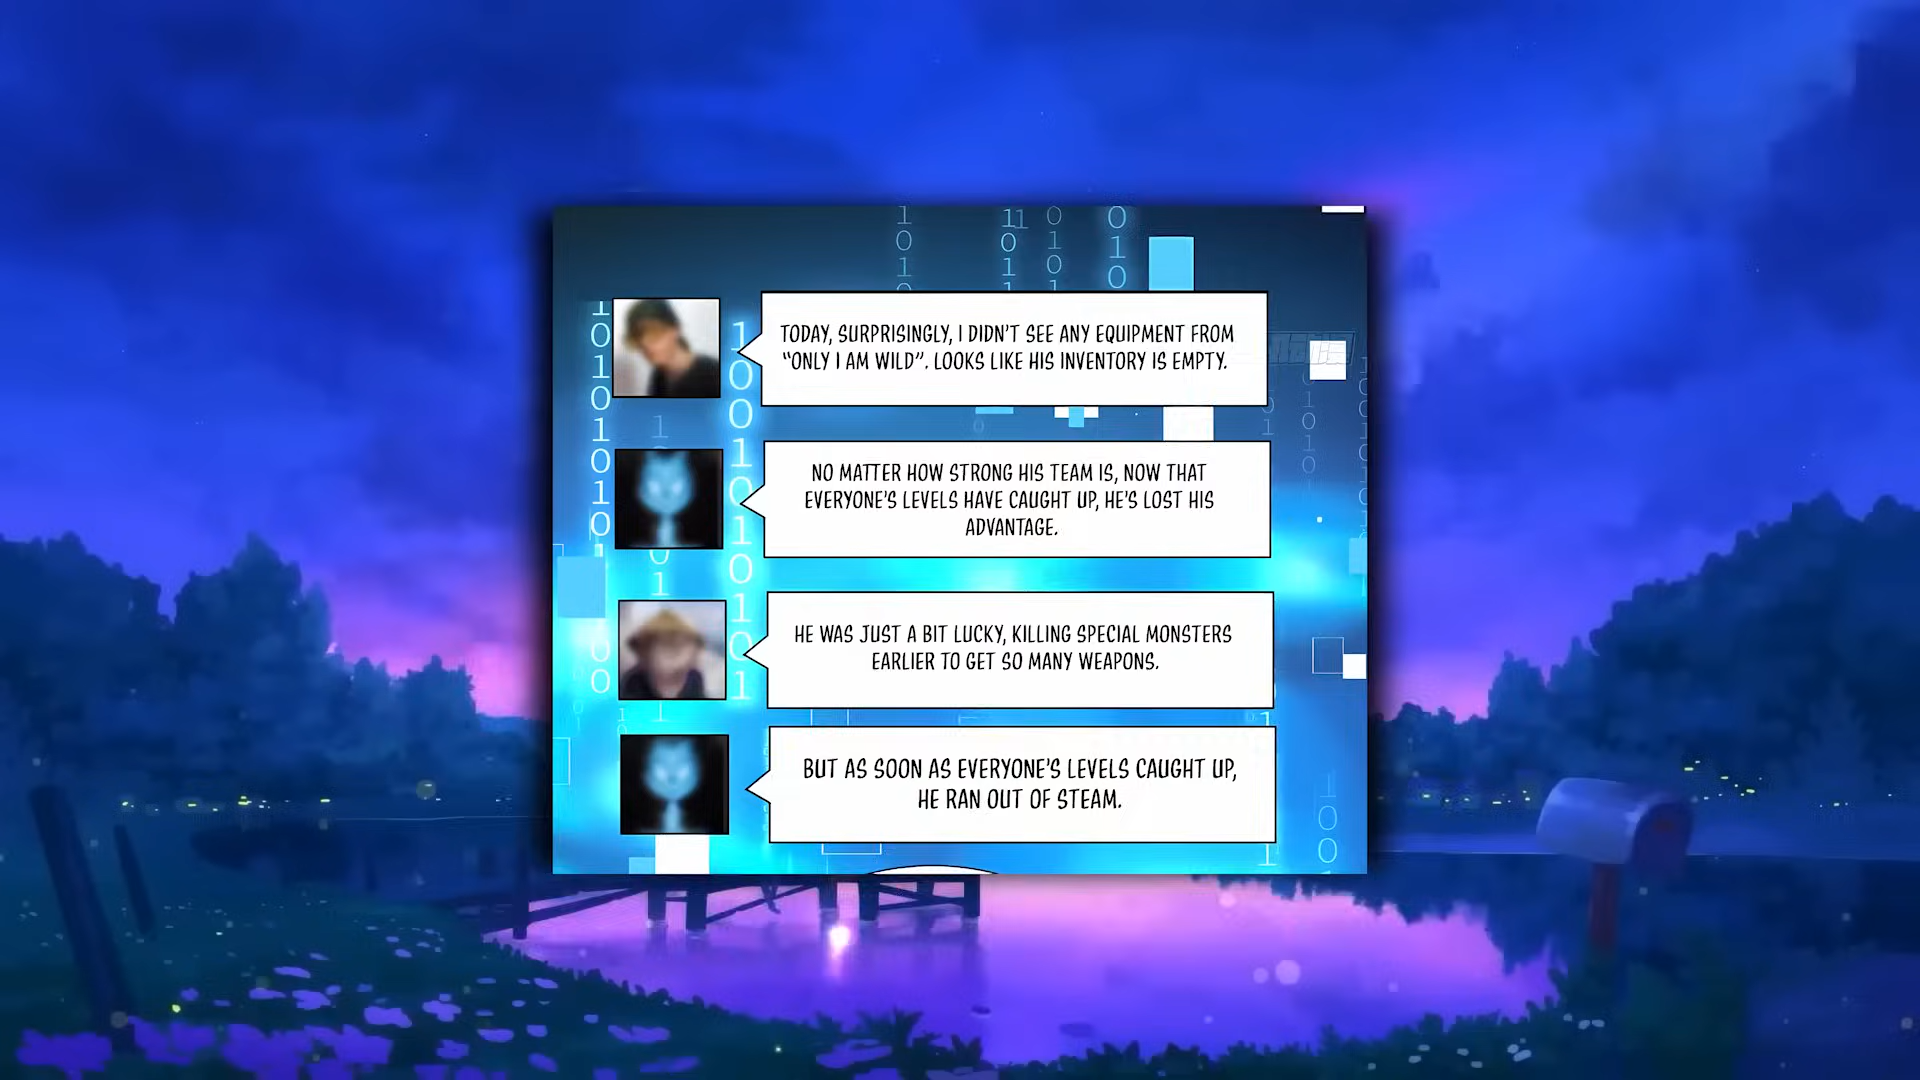 TODAY, SURPRISINGLY, I DIDN'T SEE ANY EQUIPMENT FROM
"ONLY I AM WILD". LOOKS LIKE HIS INVENTORY IS EMPTY.
NO MATTER HOW STRONG HIS TEAM IS, NOW THAT
EVERYONE'S LEVELS HAVE CAUGHT UP, HE'S LOST HIS
ADVANTAGE.
HE WAS JUST A BIT LUCKY, KILLING SPECIAL MONSTERS
EARLIER TO GET SO MANY WEAPONS.
BUT AS SOON AS EVERYONE'S LEVELS CAUGHT UP,
HE RAN OUT OF STEAM.